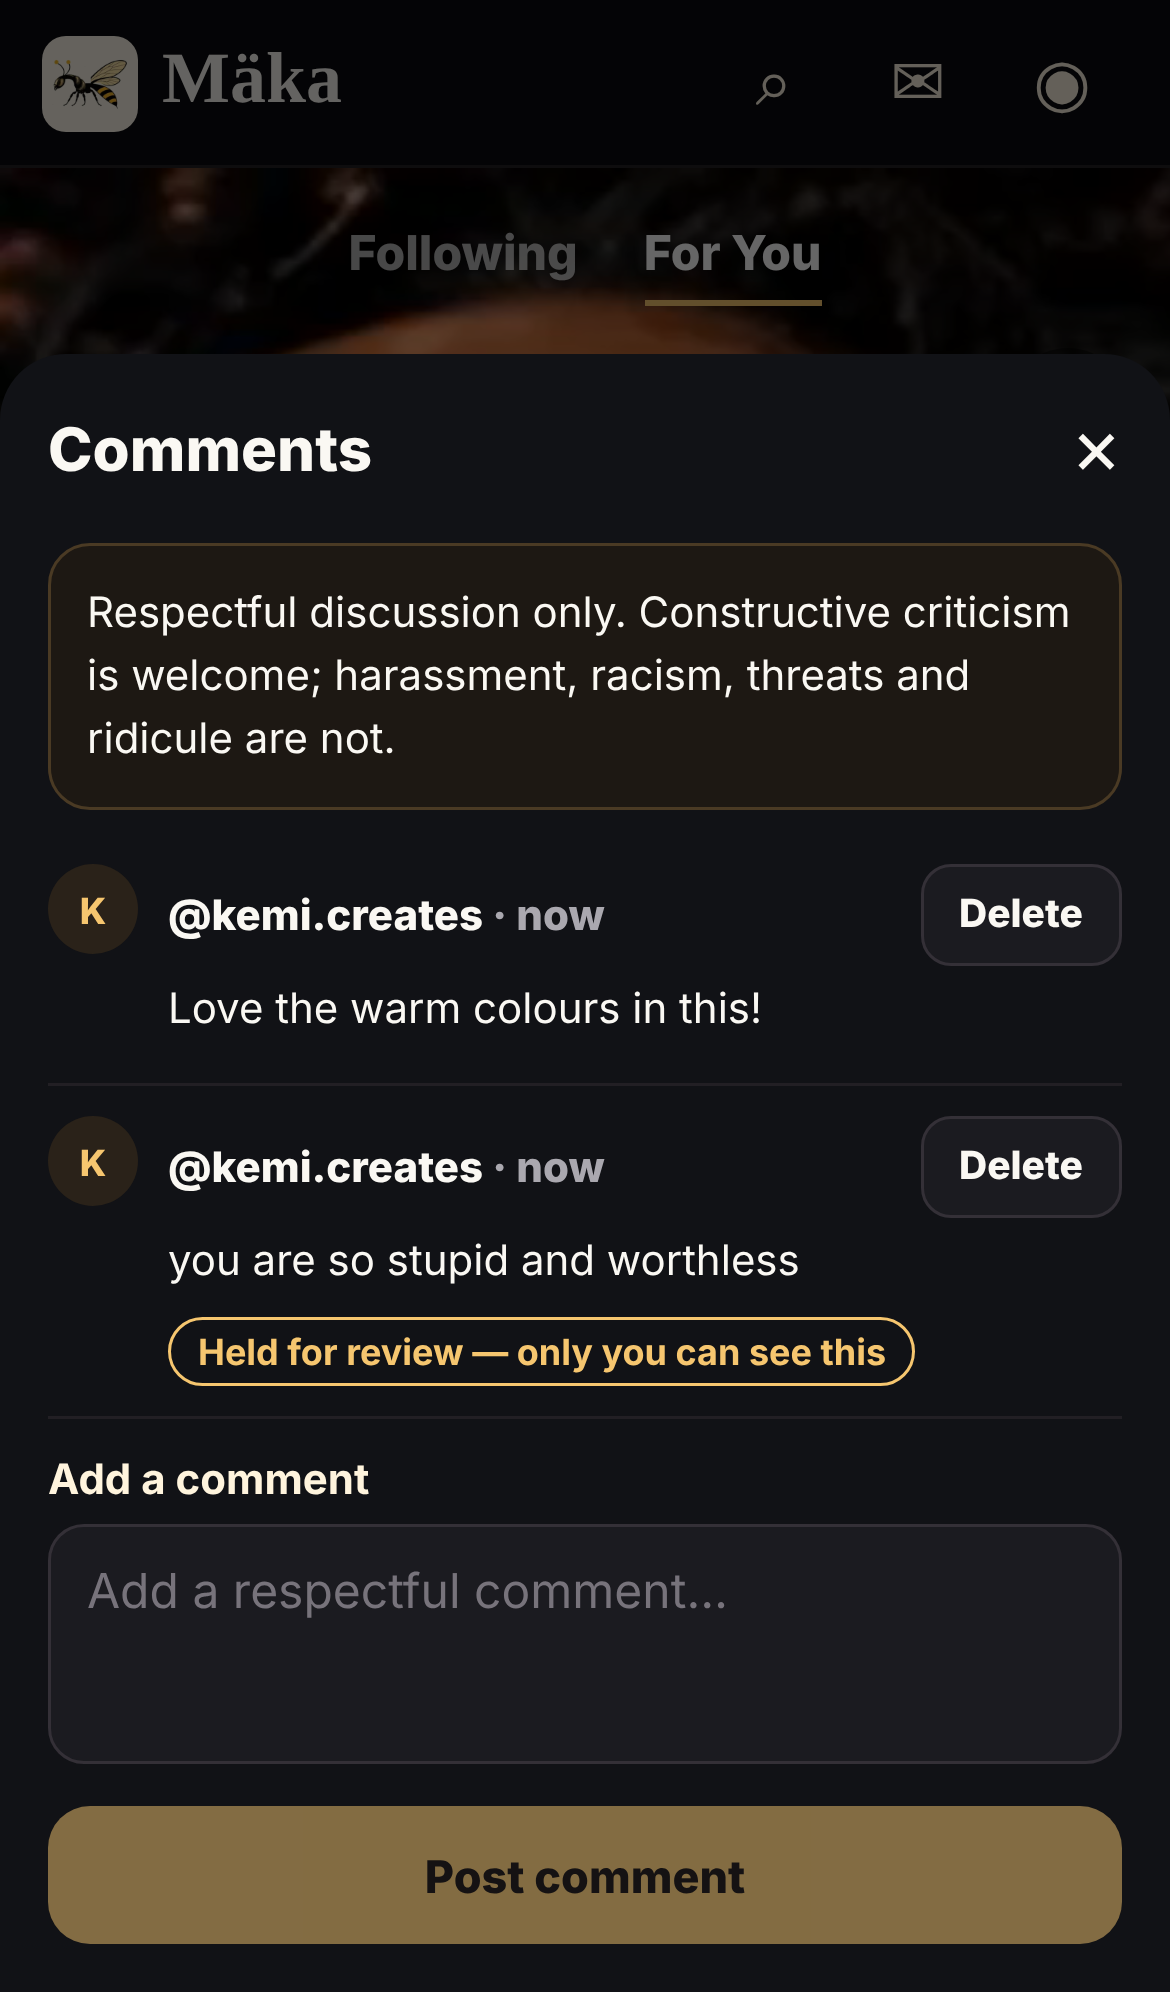 Mäka
Following For You
Comments
Respectful discussion only. Constructive criticism
is welcome; harassment, racism, threats and
ridicule are not.
K @kemi.creates · now Delete
Love the warm colours in this!
K @kemi.creates · now Delete
you are so stupid and worthless
Held for review — only you can see this
Add a comment
Add a respectful comment...
Post comment